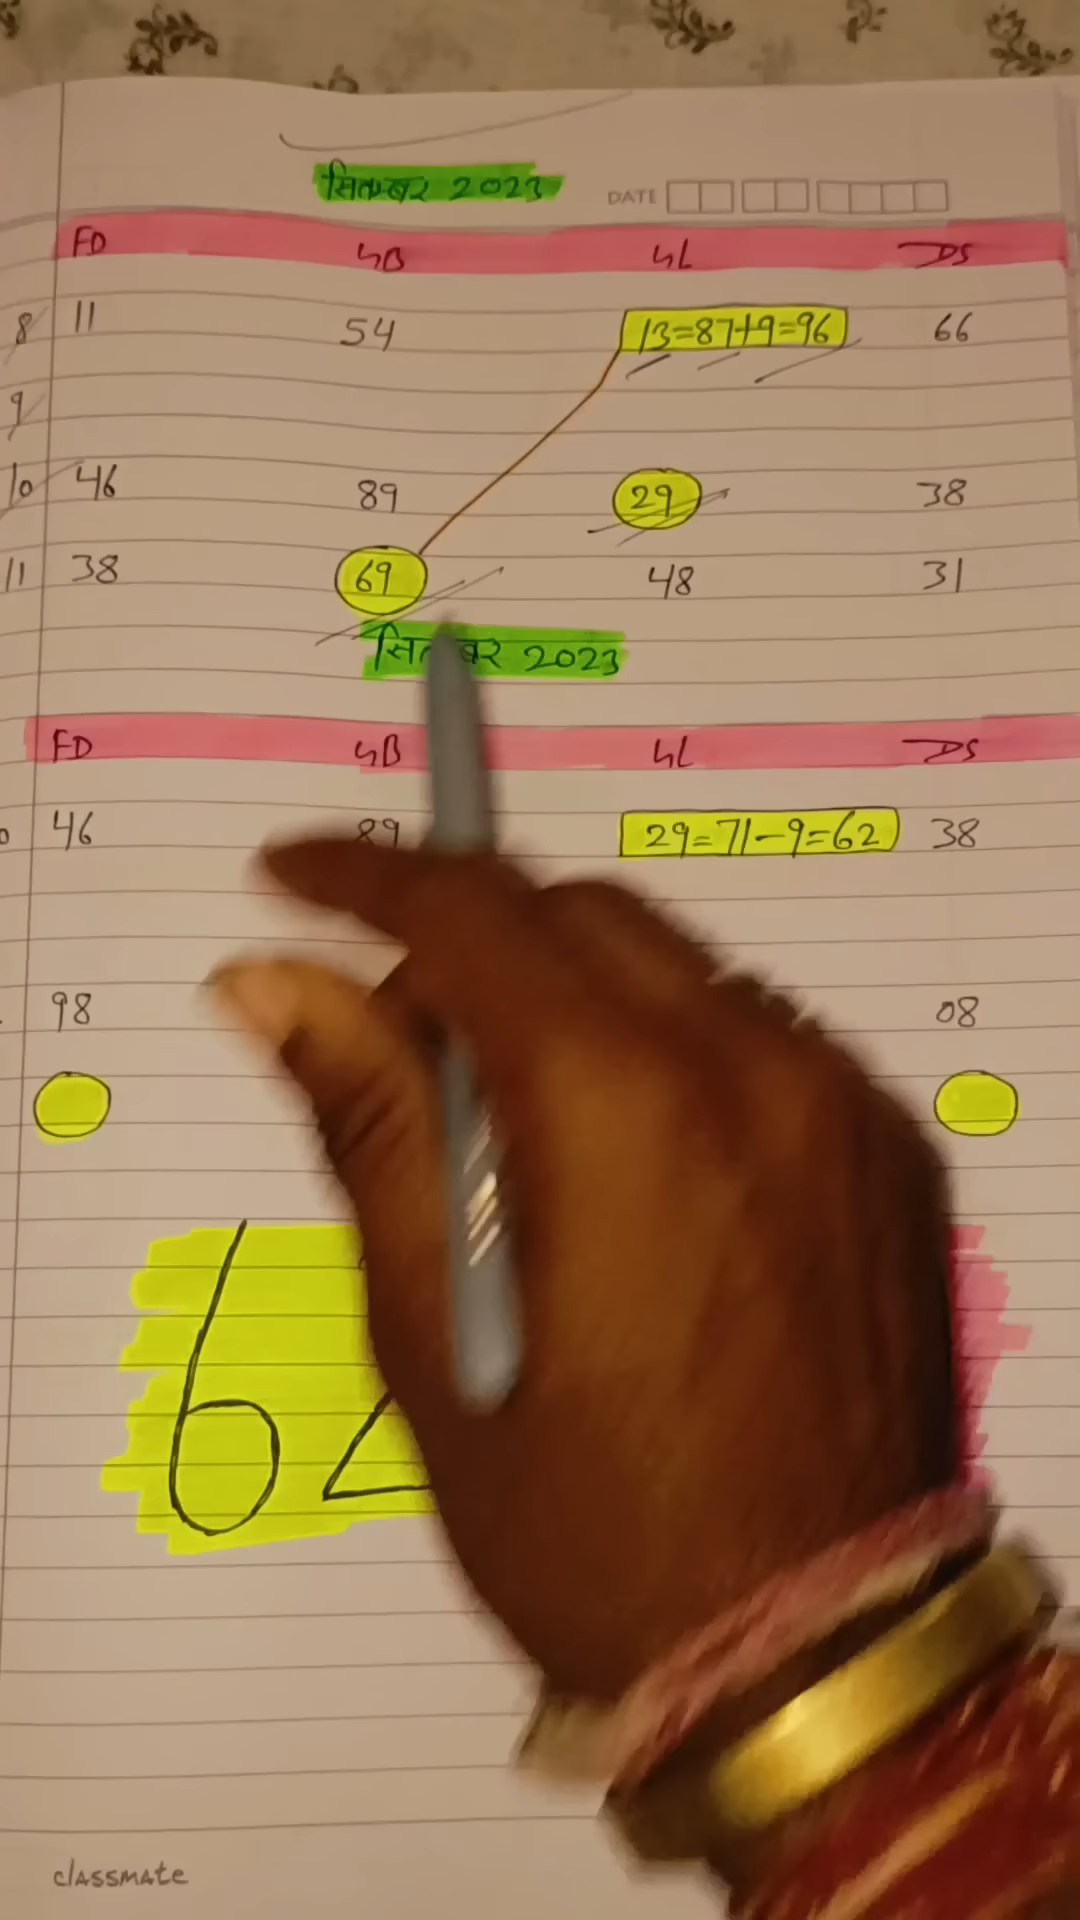 सितम्बर 2023
DATE
FD GB GL DS
8 11 54 13=87+9=96 66
9
10 46 89 29 38
11 38 69 48 31
2023
FD GB GL DS
46 89 29=71-9=62 38
98 08
6
classmate